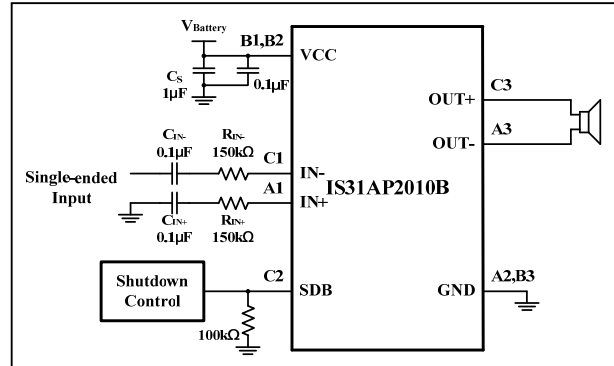 VBattery
B1,B2
VCC
CS
1μF
0.1μF
C3
OUT+
A3
OUT-
CIN-
0.1μF
RIN-
150kΩ
C1
IN-
Single-ended
Input
A1
IN+
CIN+
0.1μF
RIN+
150kΩ
IS31AP2010B
Shutdown
Control
C2
SDB
100kΩ
GND
A2,B3